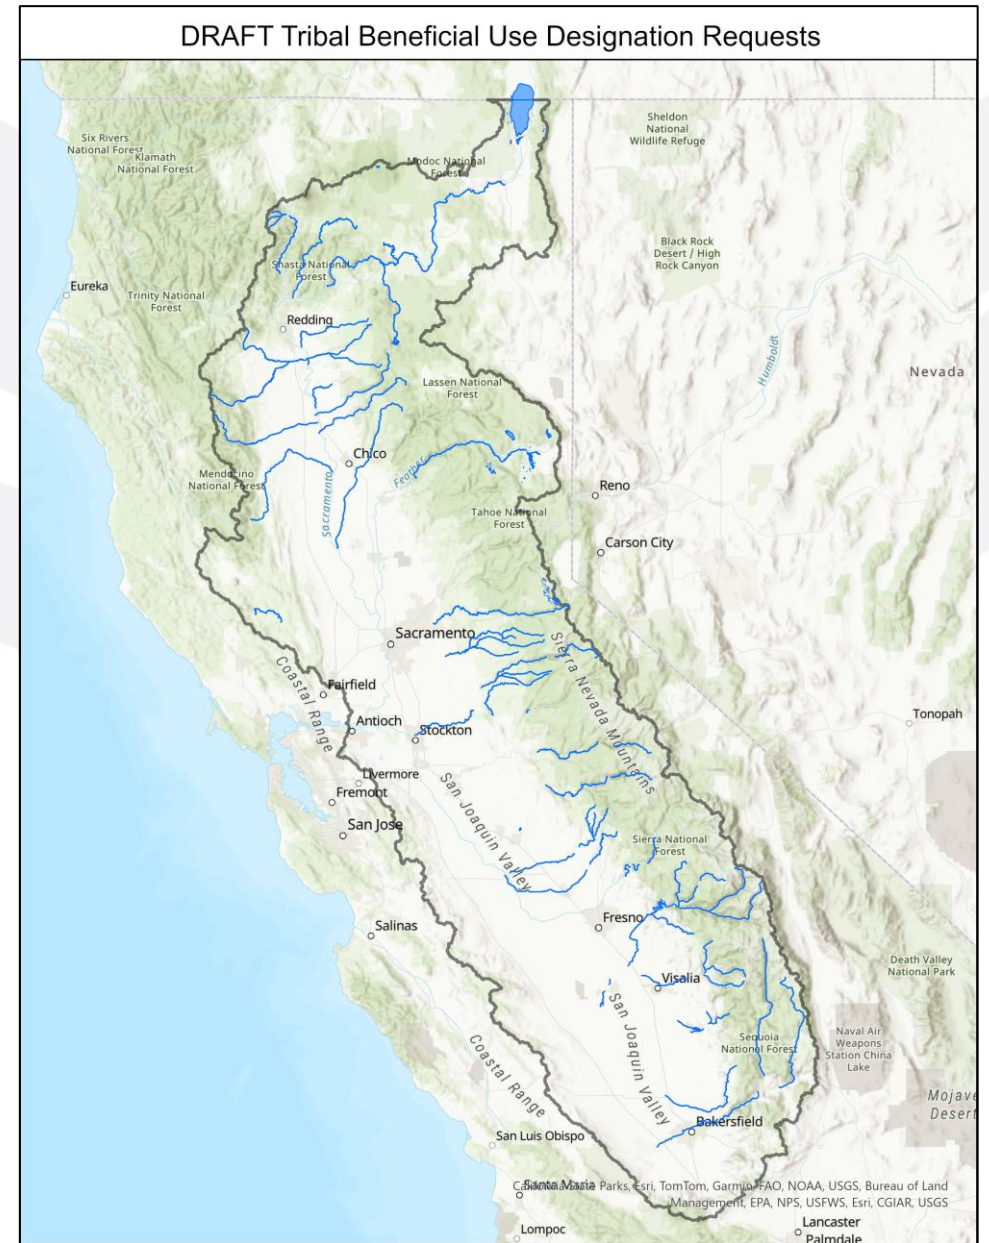 DRAFT Tribal Beneficial Use Designation Requests
Six Rivers
National Forest
Klamath
National Forest
Modoc National
Forest
Sheldon
National
Wildlife Refuge
Black Rock
Desert / High
Rock Canyon
Shasta National
Forest
Eureka
Trinity National
Forest
Redding
Humboldt
Nevada
Lassen National
Forest
Chico
Feather
Mendocino
National Forest
Sacramento
Reno
Tahoe National
Forest
Carson City
Sacramento
Sierra Nevada Mountains
Coastal Range
Fairfield
Antioch
Stockton
Tonopah
Livermore
Fremont
San Jose
San Joaquin Valley
Sierra National
Forest
Fresno
Salinas
Death Valley
National Park
Visalia
San Joaquin Valley
Sequoia
National Forest
Naval Air
Weapons
Station China
Lake
Coastal Range
Mojave
Desert
Bakersfield
San Luis Obispo
Santa Maria
California State Parks, Esri, TomTom, Garmin, FAO, NOAA, USGS, Bureau of Land
Management, EPA, NPS, USFWS, Esri, CGIAR, USGS
Lompoc
Lancaster
Palmdale